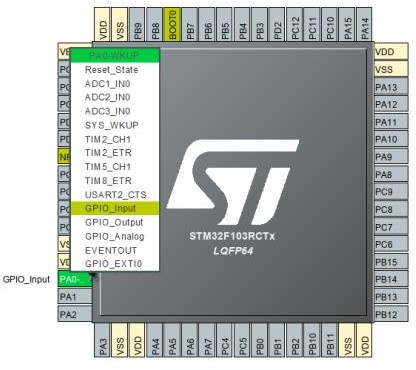 VDD
VSS
PB9
PB8
BOOT0
PB7
PB6
PB5
PB4
PB3
PD2
PC12
PC11
PC10
PA15
PA14
PA0-WKUP
Reset_State
ADC1_IN0
ADC2_IN0
ADC3_IN0
SYS_WKUP
TIM2_CH1
TIM2_ETR
TIM5_CH1
TIM8_ETR
USART2_CTS
GPIO_Input
GPIO_Output
GPIO_Analog
EVENTOUT
GPIO_EXTI0
GPIO_Input
PA0-..
PA1
PA2
ST
STM32F103RCTx
LQFP64
VDD
VSS
PA13
PA12
PA11
PA10
PA9
PA8
PC9
PC8
PC7
PC6
PB15
PB14
PB13
PB12
PA3
VSS
VDD
PA4
PA5
PA6
PA7
PC4
PC5
PB0
PB1
PB2
PB10
PB11
VSS
VDD